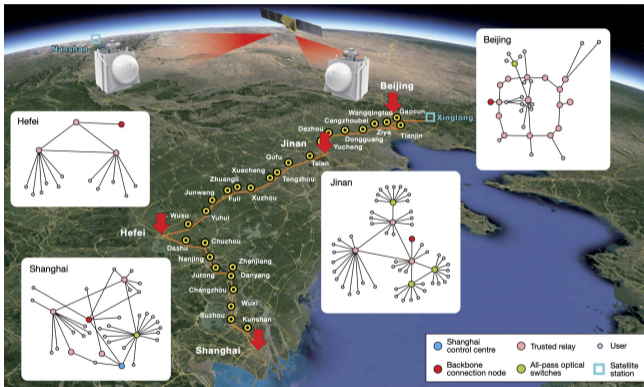 Nanshan
Beijing
Beijing
Wangqingtuo
Gaocun
Cangzhoubei
Xinglong
Dezhou
Ziya
Tianjin
Dongguang
Jinan
Yucheng
Hefei
Qufu
Taian
Xuecheng
Tengzhou
Zhuangli
Junwang
Fuli
Xuzhou
Jinan
Wuxu
Yuhui
Hefei
Dashu
Chuzhou
Nanjing
Zhenjiang
Shanghai
Jurong
Danyang
Changzhou
Wuxi
Suzhou
Kunshan
Shanghai
Shanghai
control centre
Trusted relay
User
Backbone
connection node
All-pass optical
switches
Satellite
station